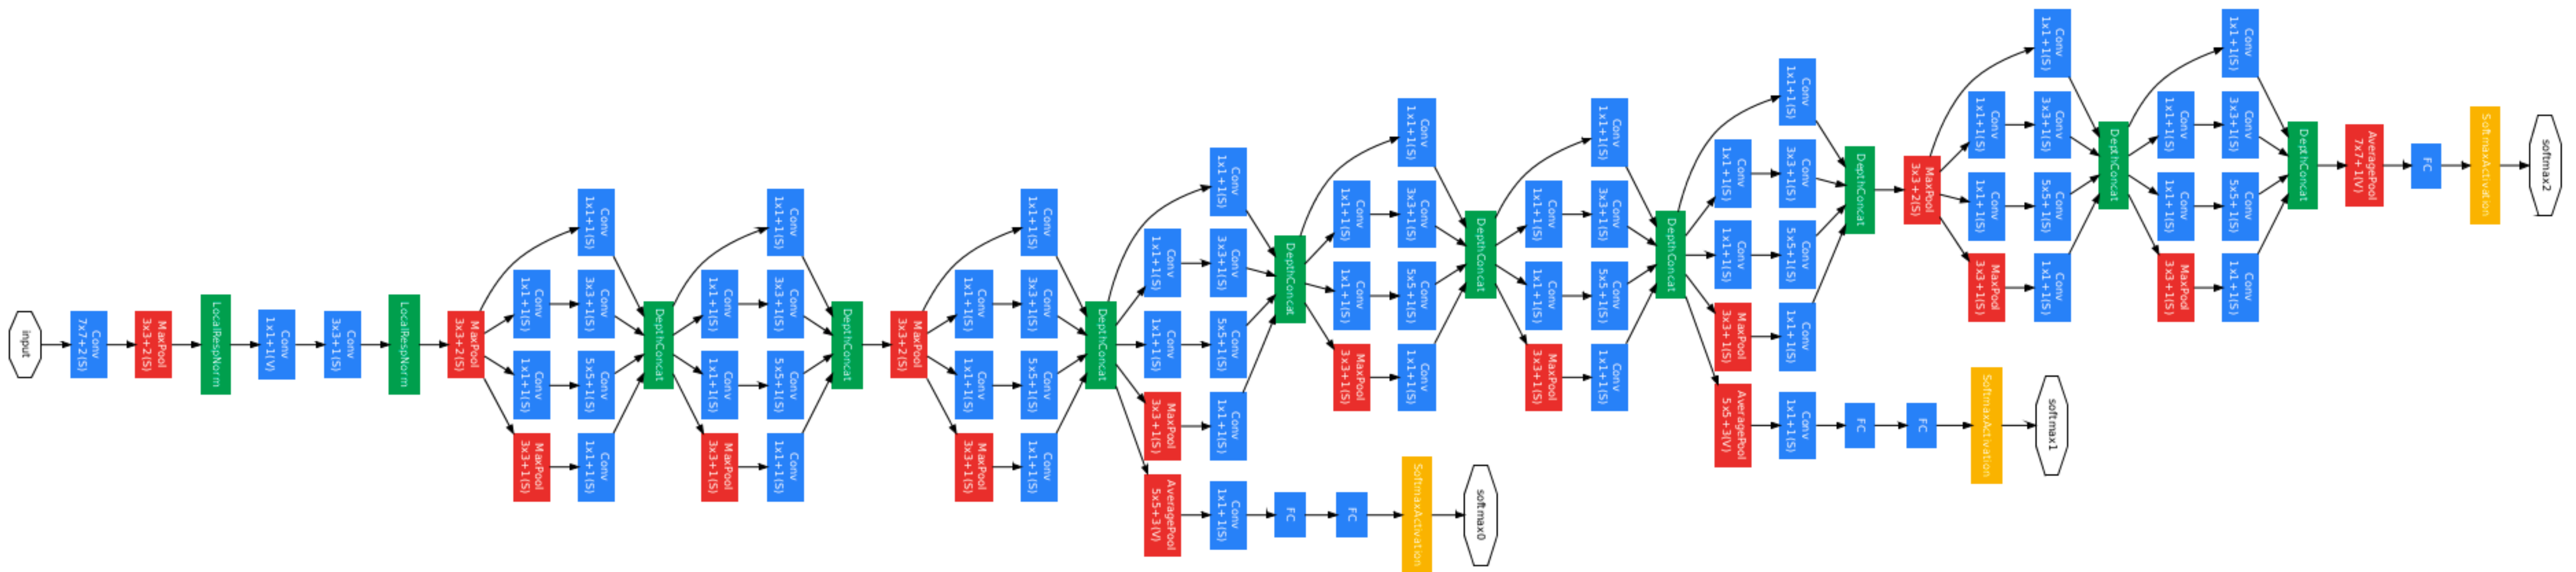 input
Conv
7x7+2(S)
MaxPool
3x3+2(S)
LocalRespNorm
Conv
1x1+1(V)
Conv
3x3+1(S)
LocalRespNorm
MaxPool
3x3+2(S)
Conv
1x1+1(S)
Conv
1x1+1(S)
MaxPool
3x3+1(S)
Conv
1x1+1(S)
Conv
3x3+1(S)
Conv
5x5+1(S)
Conv
1x1+1(S)
DepthConcat
Conv
1x1+1(S)
Conv
1x1+1(S)
MaxPool
3x3+1(S)
Conv
1x1+1(S)
Conv
3x3+1(S)
Conv
5x5+1(S)
Conv
1x1+1(S)
DepthConcat
MaxPool
3x3+2(S)
Conv
1x1+1(S)
Conv
1x1+1(S)
MaxPool
3x3+1(S)
Conv
1x1+1(S)
Conv
3x3+1(S)
Conv
5x5+1(S)
Conv
1x1+1(S)
DepthConcat
Conv
1x1+1(S)
Conv
1x1+1(S)
MaxPool
3x3+1(S)
AveragePool
5x5+3(V)
Conv
1x1+1(S)
Conv
3x3+1(S)
Conv
5x5+1(S)
Conv
1x1+1(S)
Conv
1x1+1(S)
DepthConcat
FC
Conv
1x1+1(S)
Conv
1x1+1(S)
MaxPool
3x3+1(S)
FC
Conv
1x1+1(S)
Conv
3x3+1(S)
Conv
5x5+1(S)
Conv
1x1+1(S)
SoftmaxActivation
DepthConcat
softmax0
Conv
1x1+1(S)
Conv
1x1+1(S)
MaxPool
3x3+1(S)
Conv
1x1+1(S)
Conv
3x3+1(S)
Conv
5x5+1(S)
Conv
1x1+1(S)
DepthConcat
Conv
1x1+1(S)
Conv
1x1+1(S)
MaxPool
3x3+1(S)
AveragePool
5x5+3(V)
Conv
1x1+1(S)
Conv
3x3+1(S)
Conv
5x5+1(S)
Conv
1x1+1(S)
Conv
1x1+1(S)
DepthConcat
FC
MaxPool
3x3+2(S)
FC
Conv
1x1+1(S)
Conv
1x1+1(S)
MaxPool
3x3+1(S)
SoftmaxActivation
Conv
1x1+1(S)
Conv
3x3+1(S)
Conv
5x5+1(S)
Conv
1x1+1(S)
softmax1
DepthConcat
Conv
1x1+1(S)
Conv
1x1+1(S)
MaxPool
3x3+1(S)
Conv
1x1+1(S)
Conv
3x3+1(S)
Conv
5x5+1(S)
Conv
1x1+1(S)
DepthConcat
AveragePool
7x7+1(V)
FC
SoftmaxActivation
softmax2